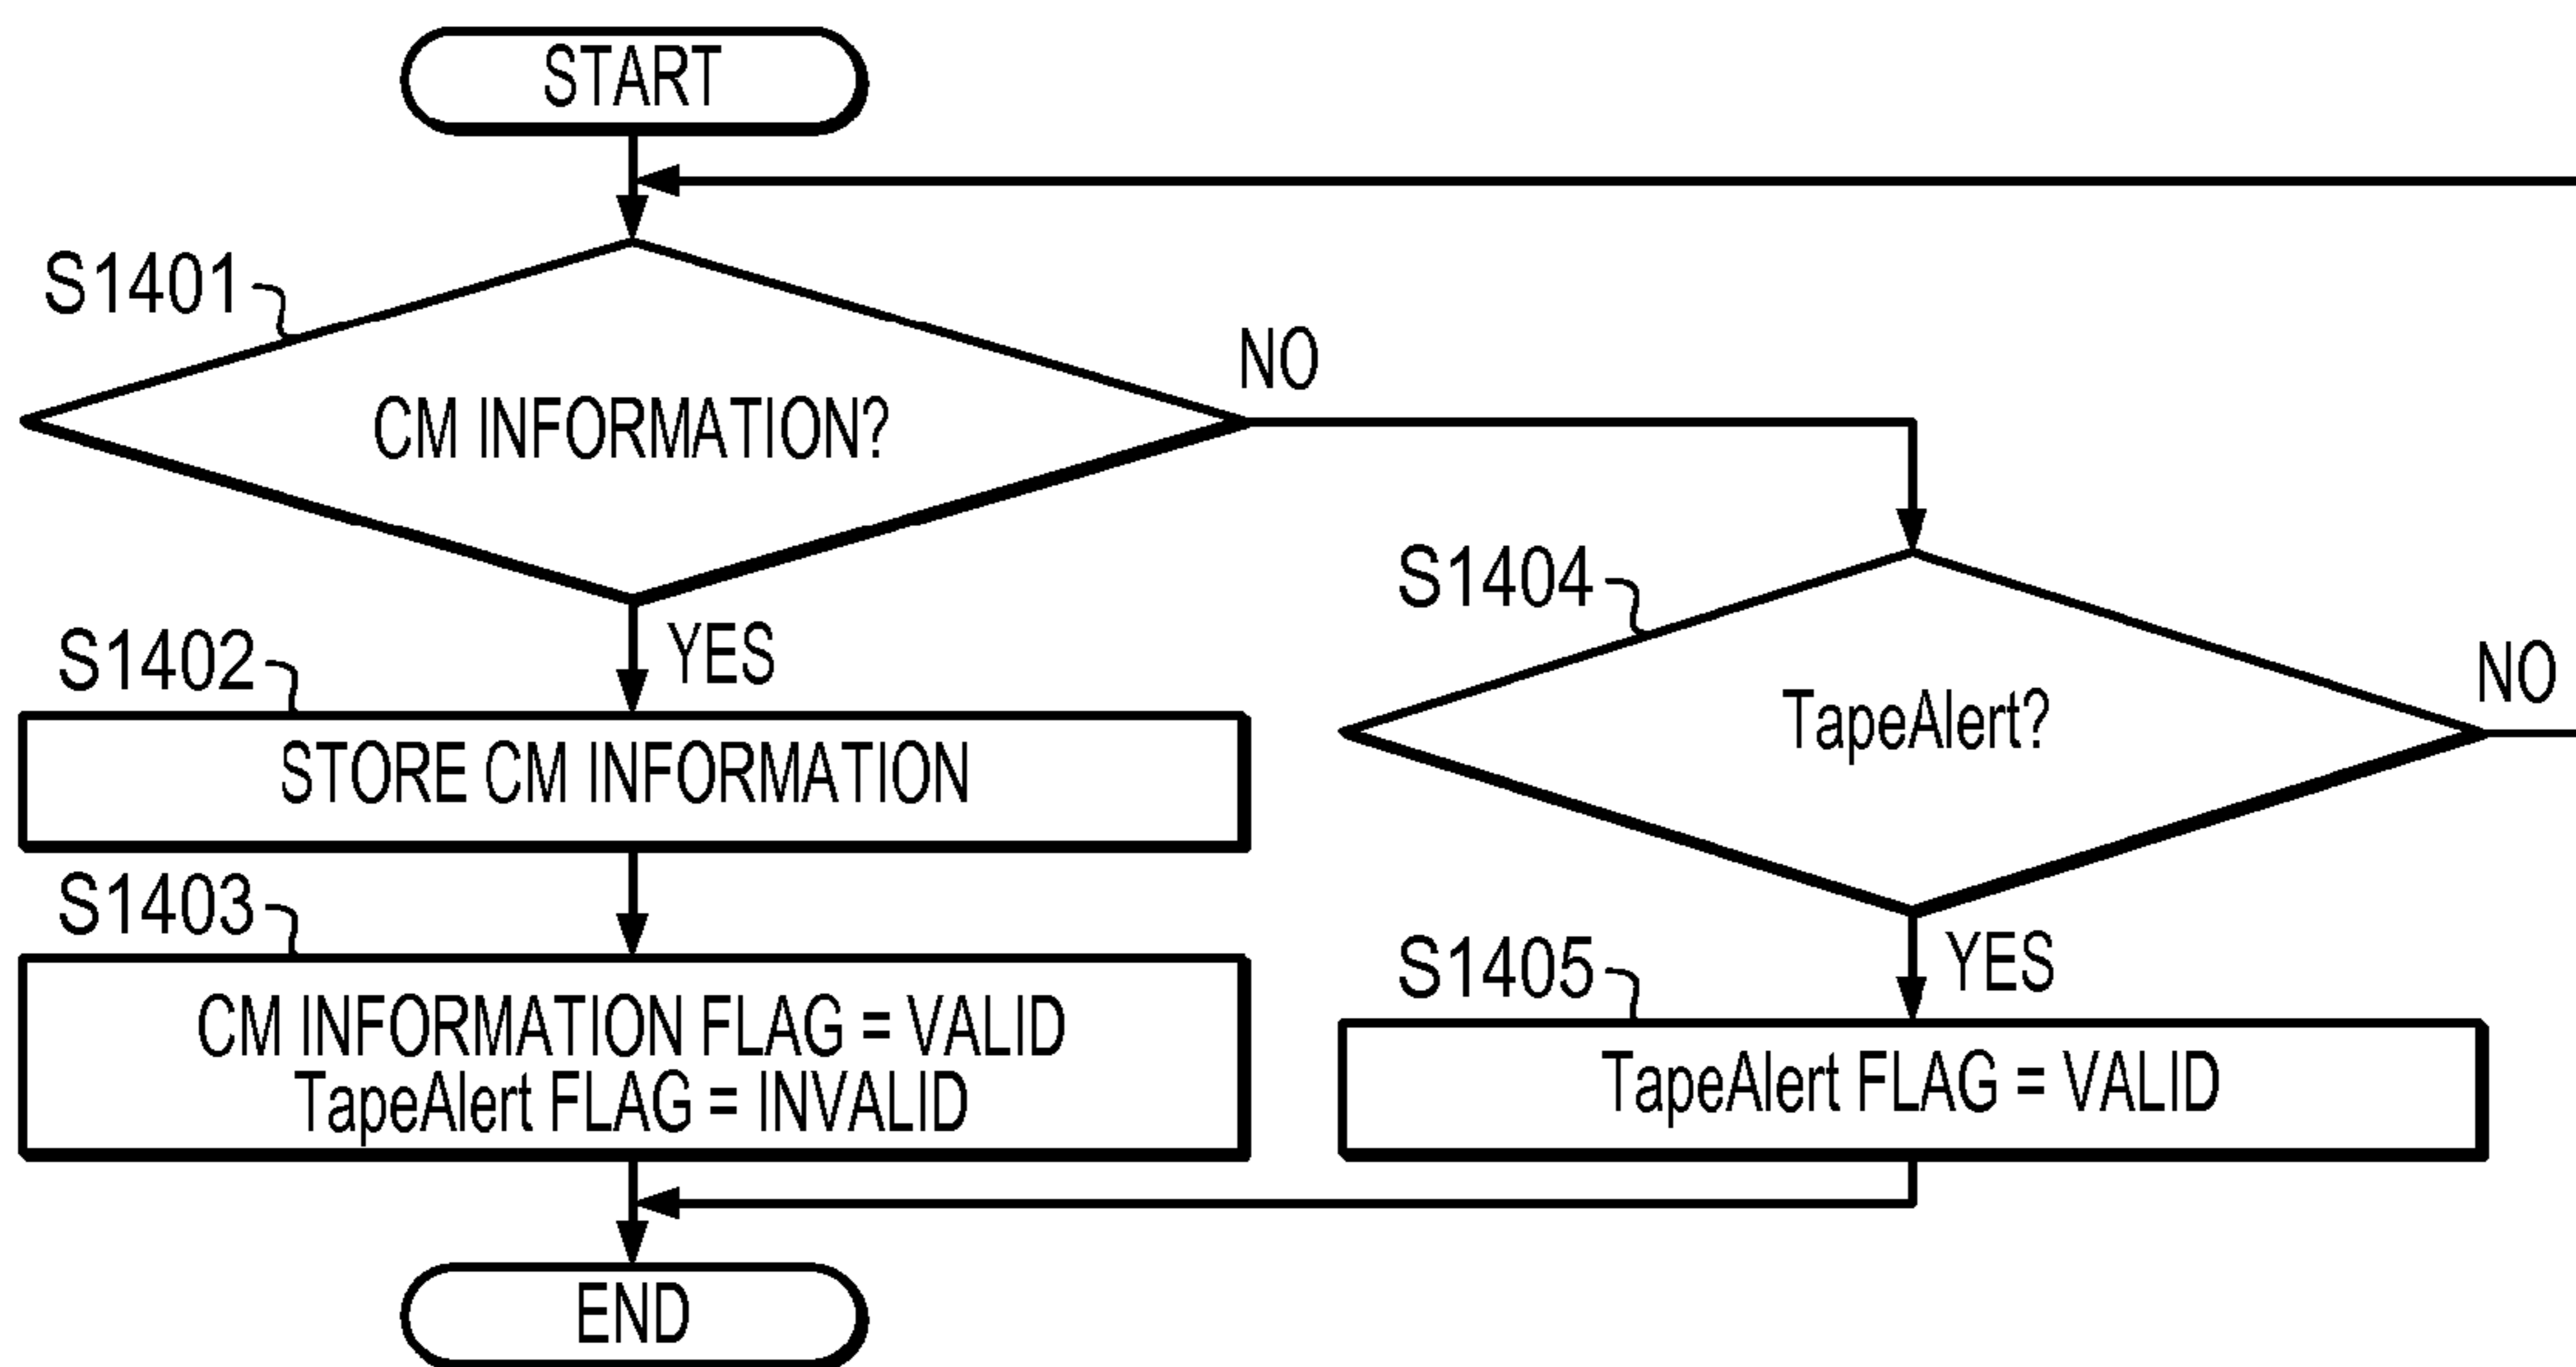 START
S1401
CM INFORMATION?
NO
YES
S1402
STORE CM INFORMATION
S1403
CM INFORMATION FLAG = VALID
TapeAlert FLAG = INVALID
S1404
TapeAlert?
NO
YES
S1405
TapeAlert FLAG = VALID
END